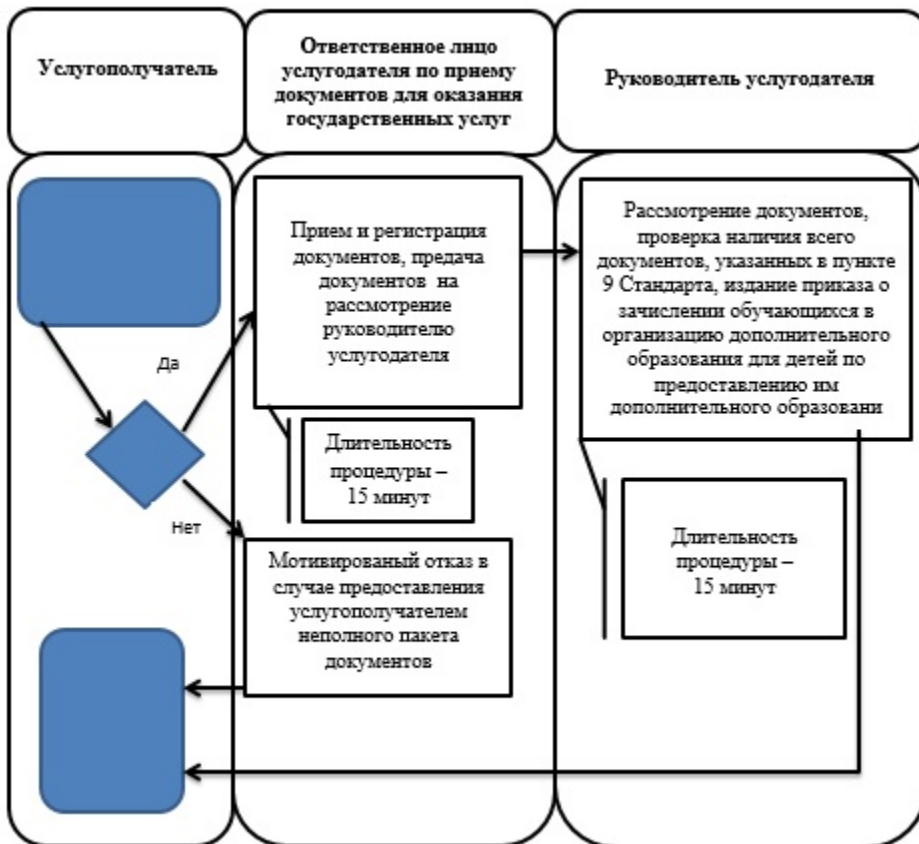 Услугополучатель
Ответственное лицо
услугодателя по приему
документов для оказания
государственных услуг
Руководитель услугодателя
Прием и регистрация
документов, предача
документов на
рассмотрение
руководителю
услугодателя
Рассмотрение документов,
проверка наличия всего
документов, указанных в пункте
9 Стандарта, издание приказа о
зачислении обучающихся в
организацию дополнительного
образования для детей по
предоставлению им
дополнительного образовани
Да
Длительность
процедуры –
15 минут
Длительность
процедуры –
15 минут
Нет
Мотивированый отказ в
случае предоставления
услугополучателем
неполного пакета
документов